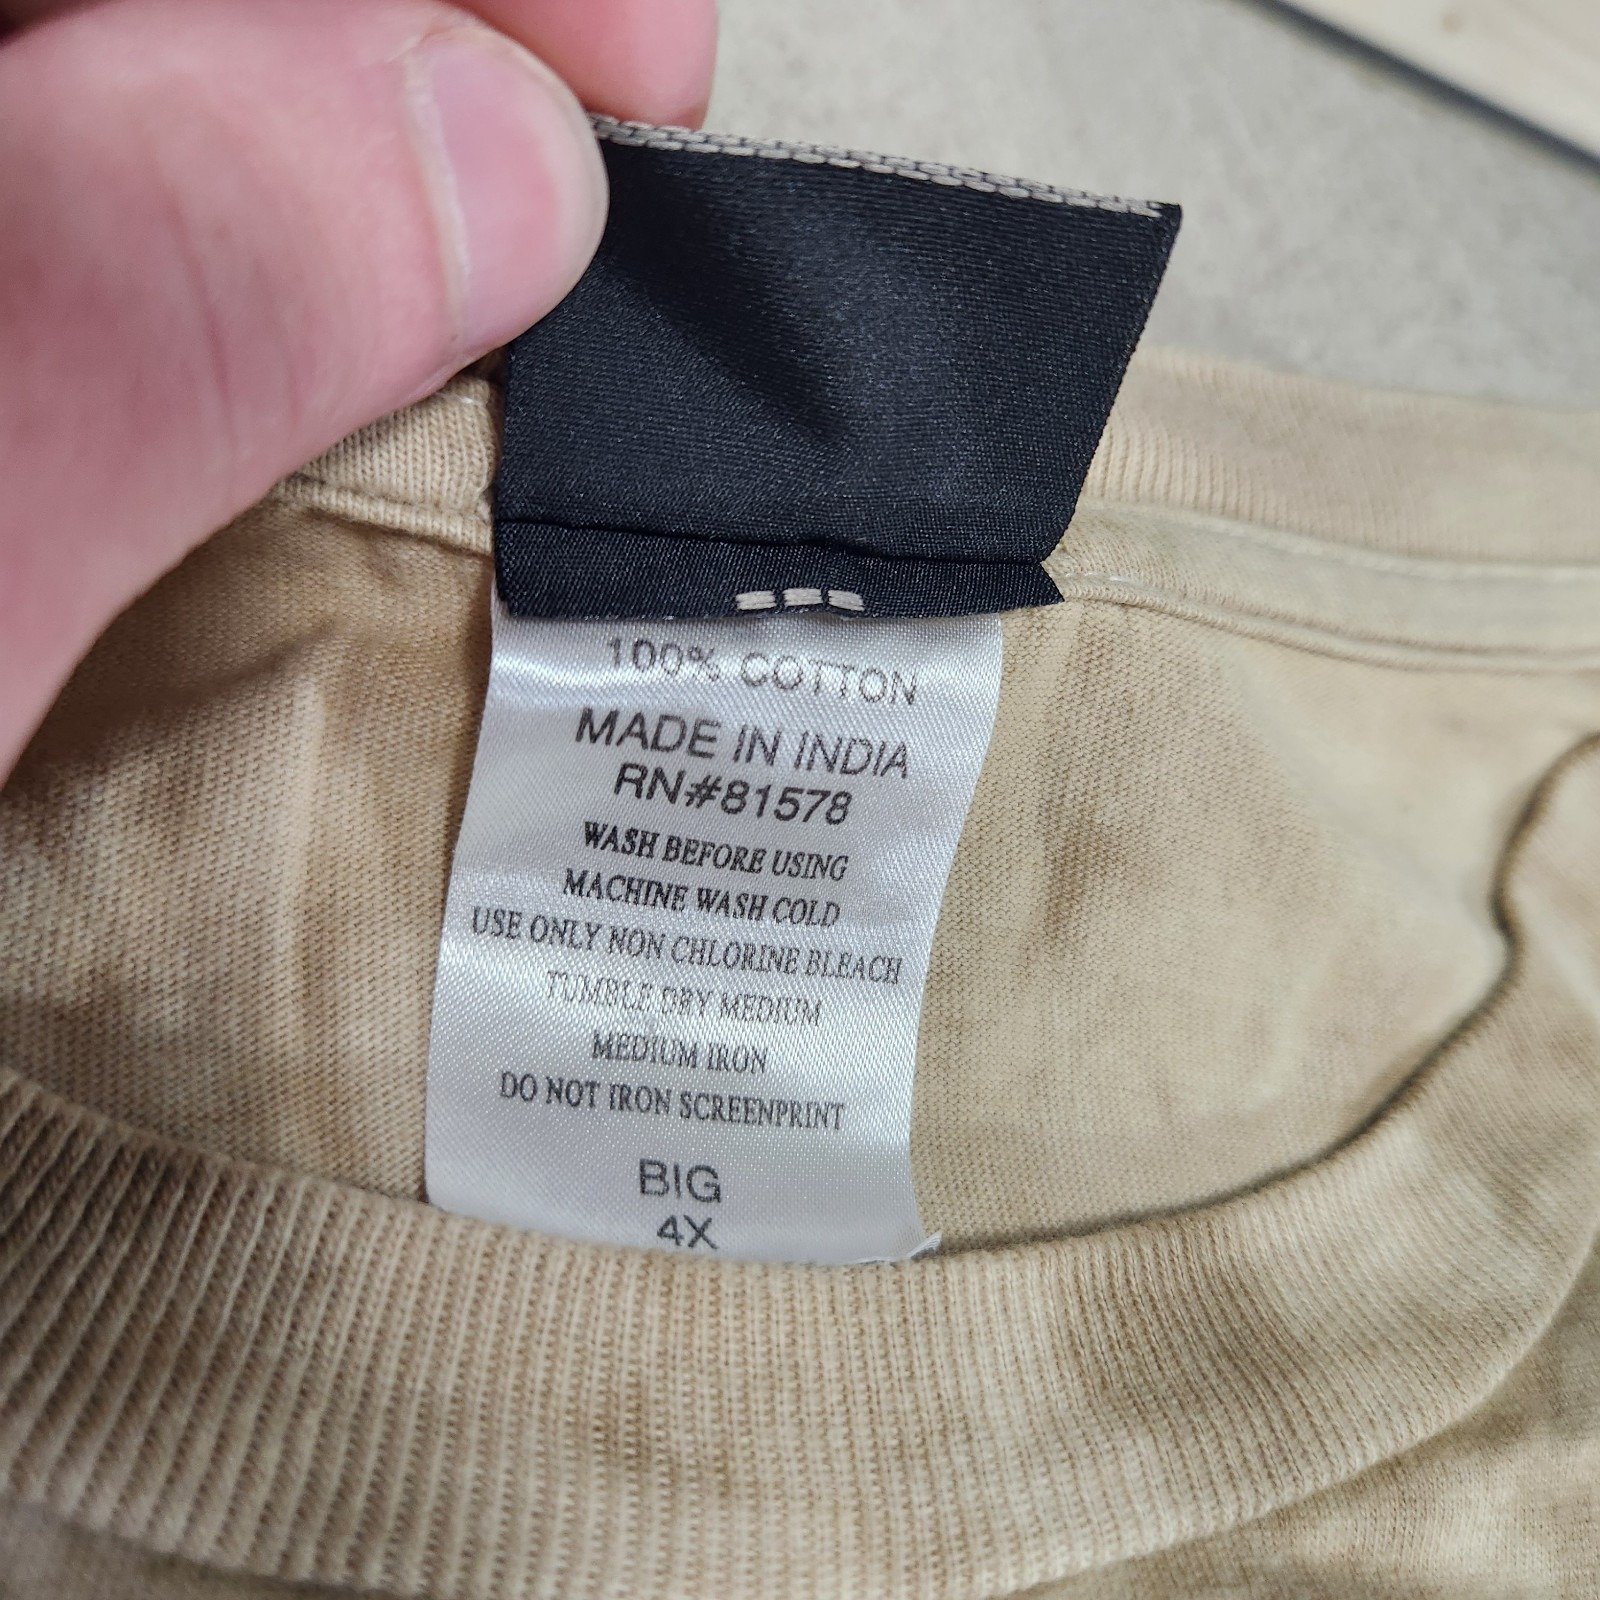 100% COTTON
MADE IN INDIA
RN#81578
WASH BEFORE USING
MACHINE WASH COLD
USE ONLY NON CHLORINE BLEACH
TUMBLE DRY MEDIUM
MEDIUM IRON
DO NOT IRON SCREENPRINT
BIG
4X